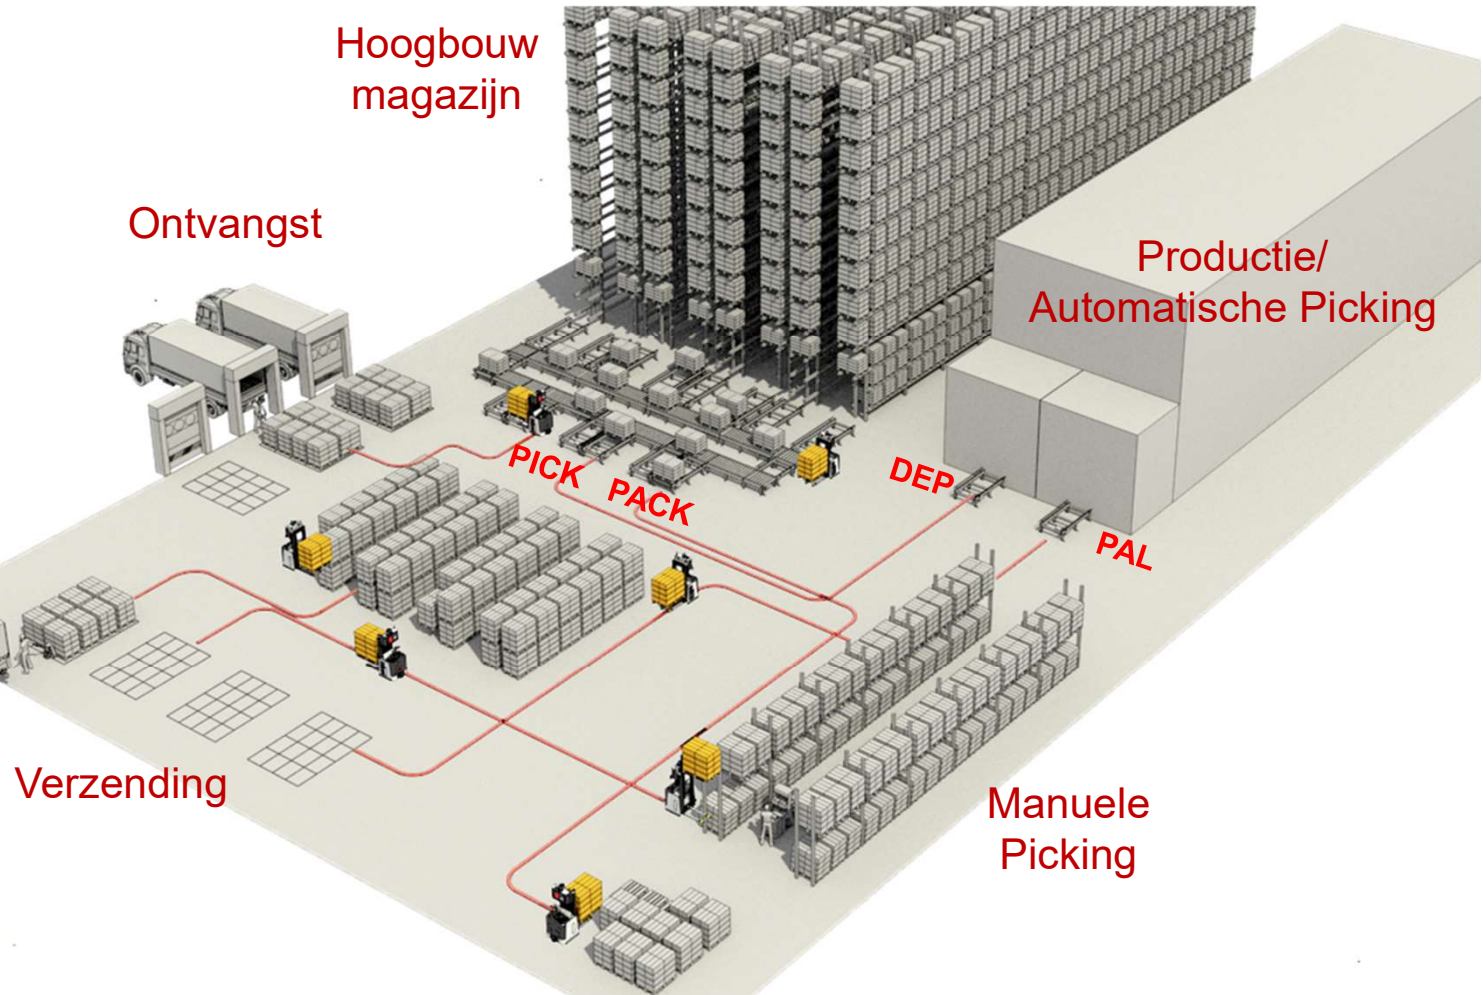 Hoogbouw
magazijn
Ontvangst
Productie/
Automatische Picking
PICK
PACK
DEP
PAL
Verzending
Manuele
Picking